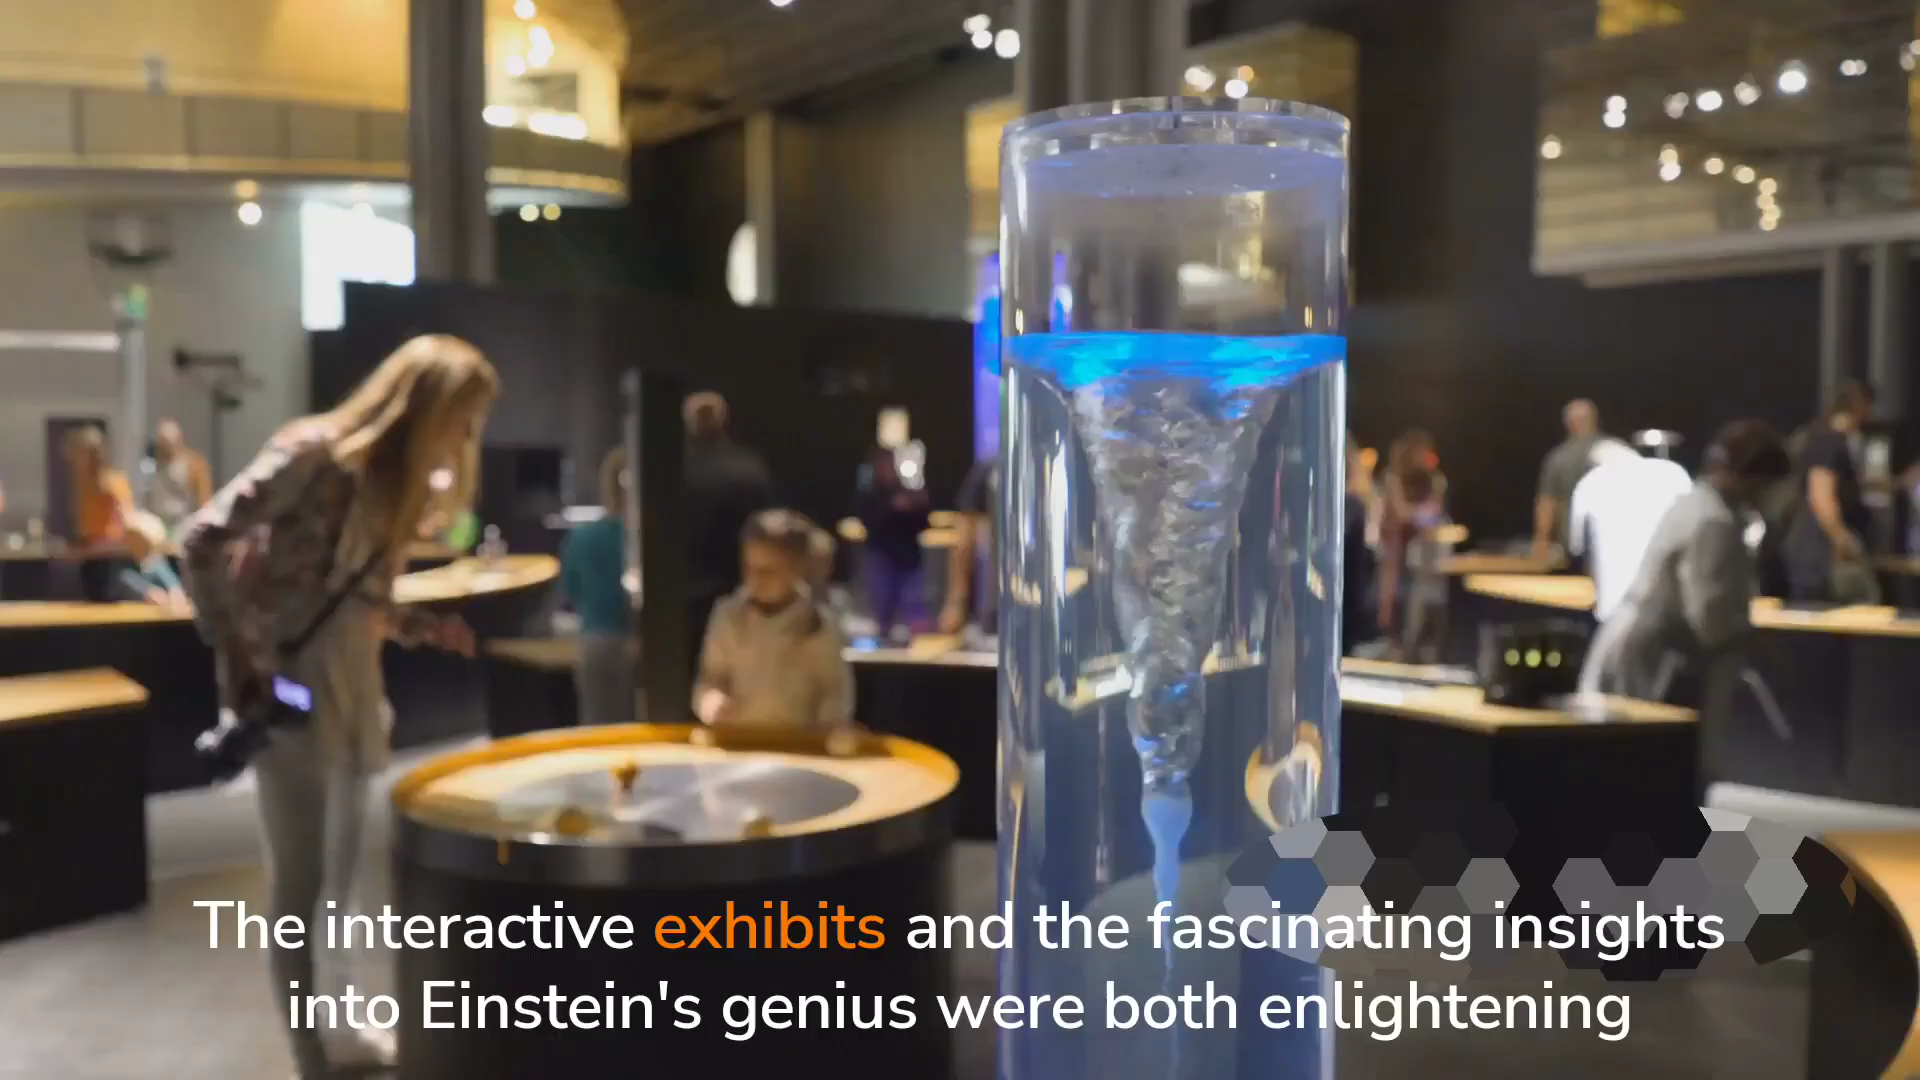 The interactive exhibits and the fascinating insights
into Einstein's genius were both enlightening